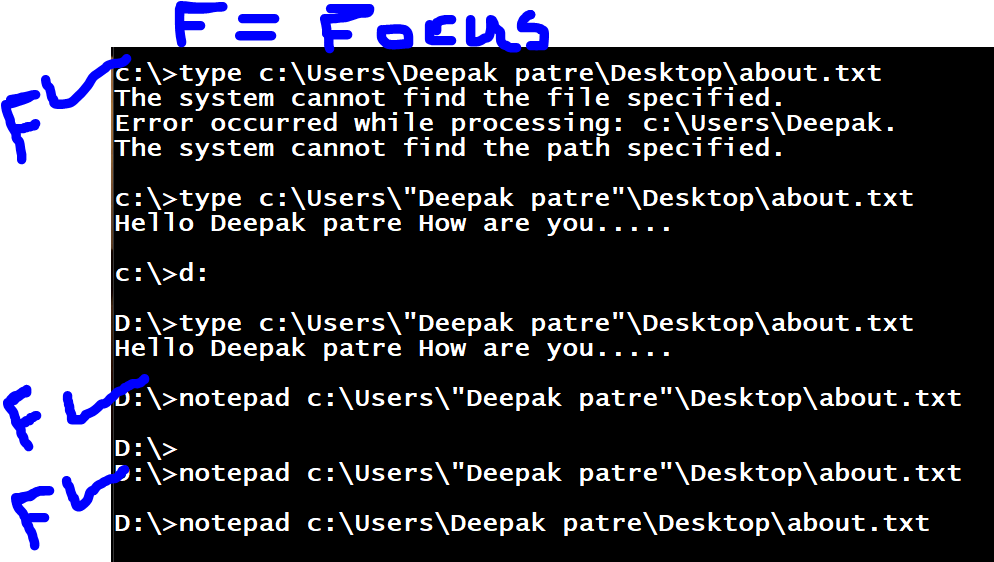 F = Focus
F c:\>type c:\Users\Deepak patre\Desktop\about.txt
The system cannot find the file specified.
Error occurred while processing: c:\Users\Deepak.
The system cannot find the path specified.
c:\>type c:\Users\"Deepak patre"\Desktop\about.txt
Hello Deepak patre How are you.....
c:\>d:
D:\>type c:\Users\"Deepak patre"\Desktop\about.txt
Hello Deepak patre How are you.....
F D:\>notepad c:\Users\"Deepak patre"\Desktop\about.txt
D:\>
F D:\>notepad c:\Users\"Deepak patre"\Desktop\about.txt
D:\>notepad c:\Users\Deepak patre\Desktop\about.txt